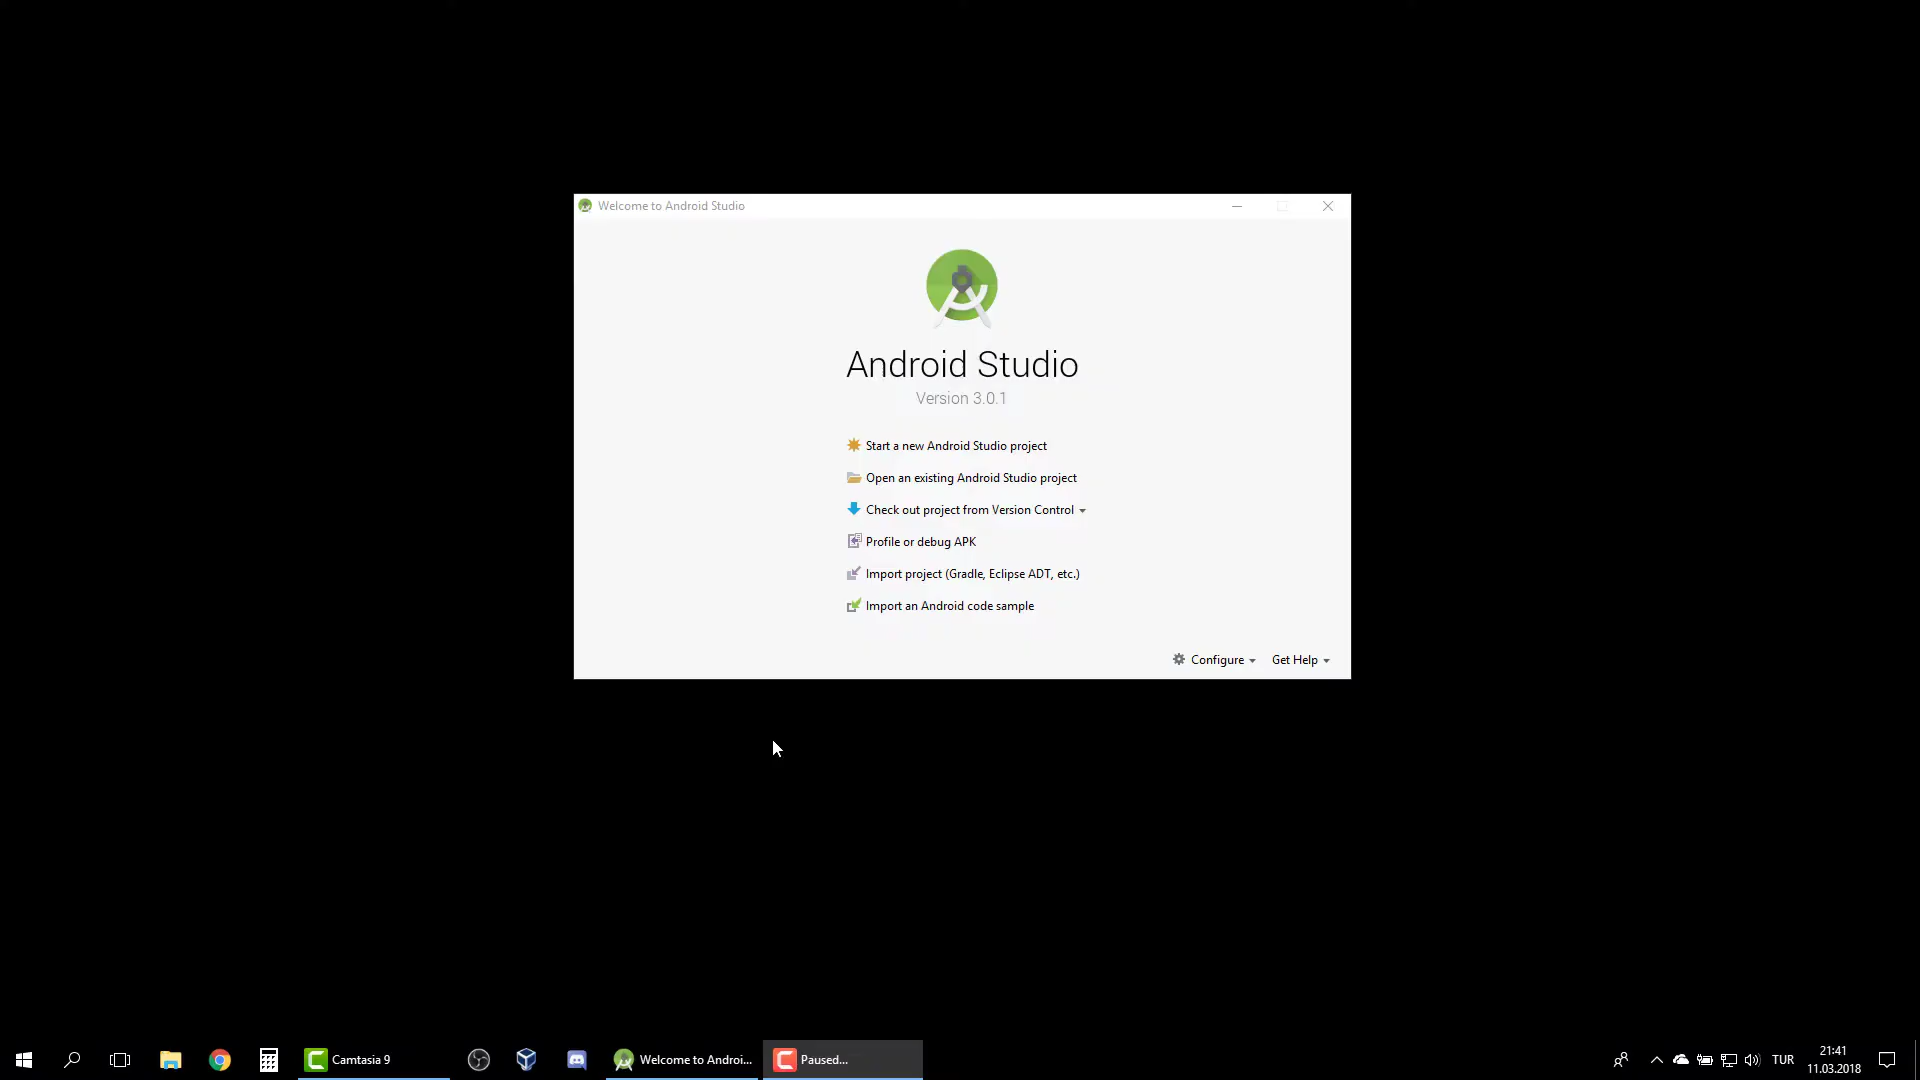 Welcome to Android Studio
Android Studio
Version 3.0.1
Start a new Android Studio project
Open an existing Android Studio project
Check out project from Version Control
Profile or debug APK
Import project (Gradle, Eclipse ADT, etc.)
Import an Android code sample
Configure
Get Help
Camtasia 9
Welcome to Androi...
Paused...
TUR
21:41
11.03.2018